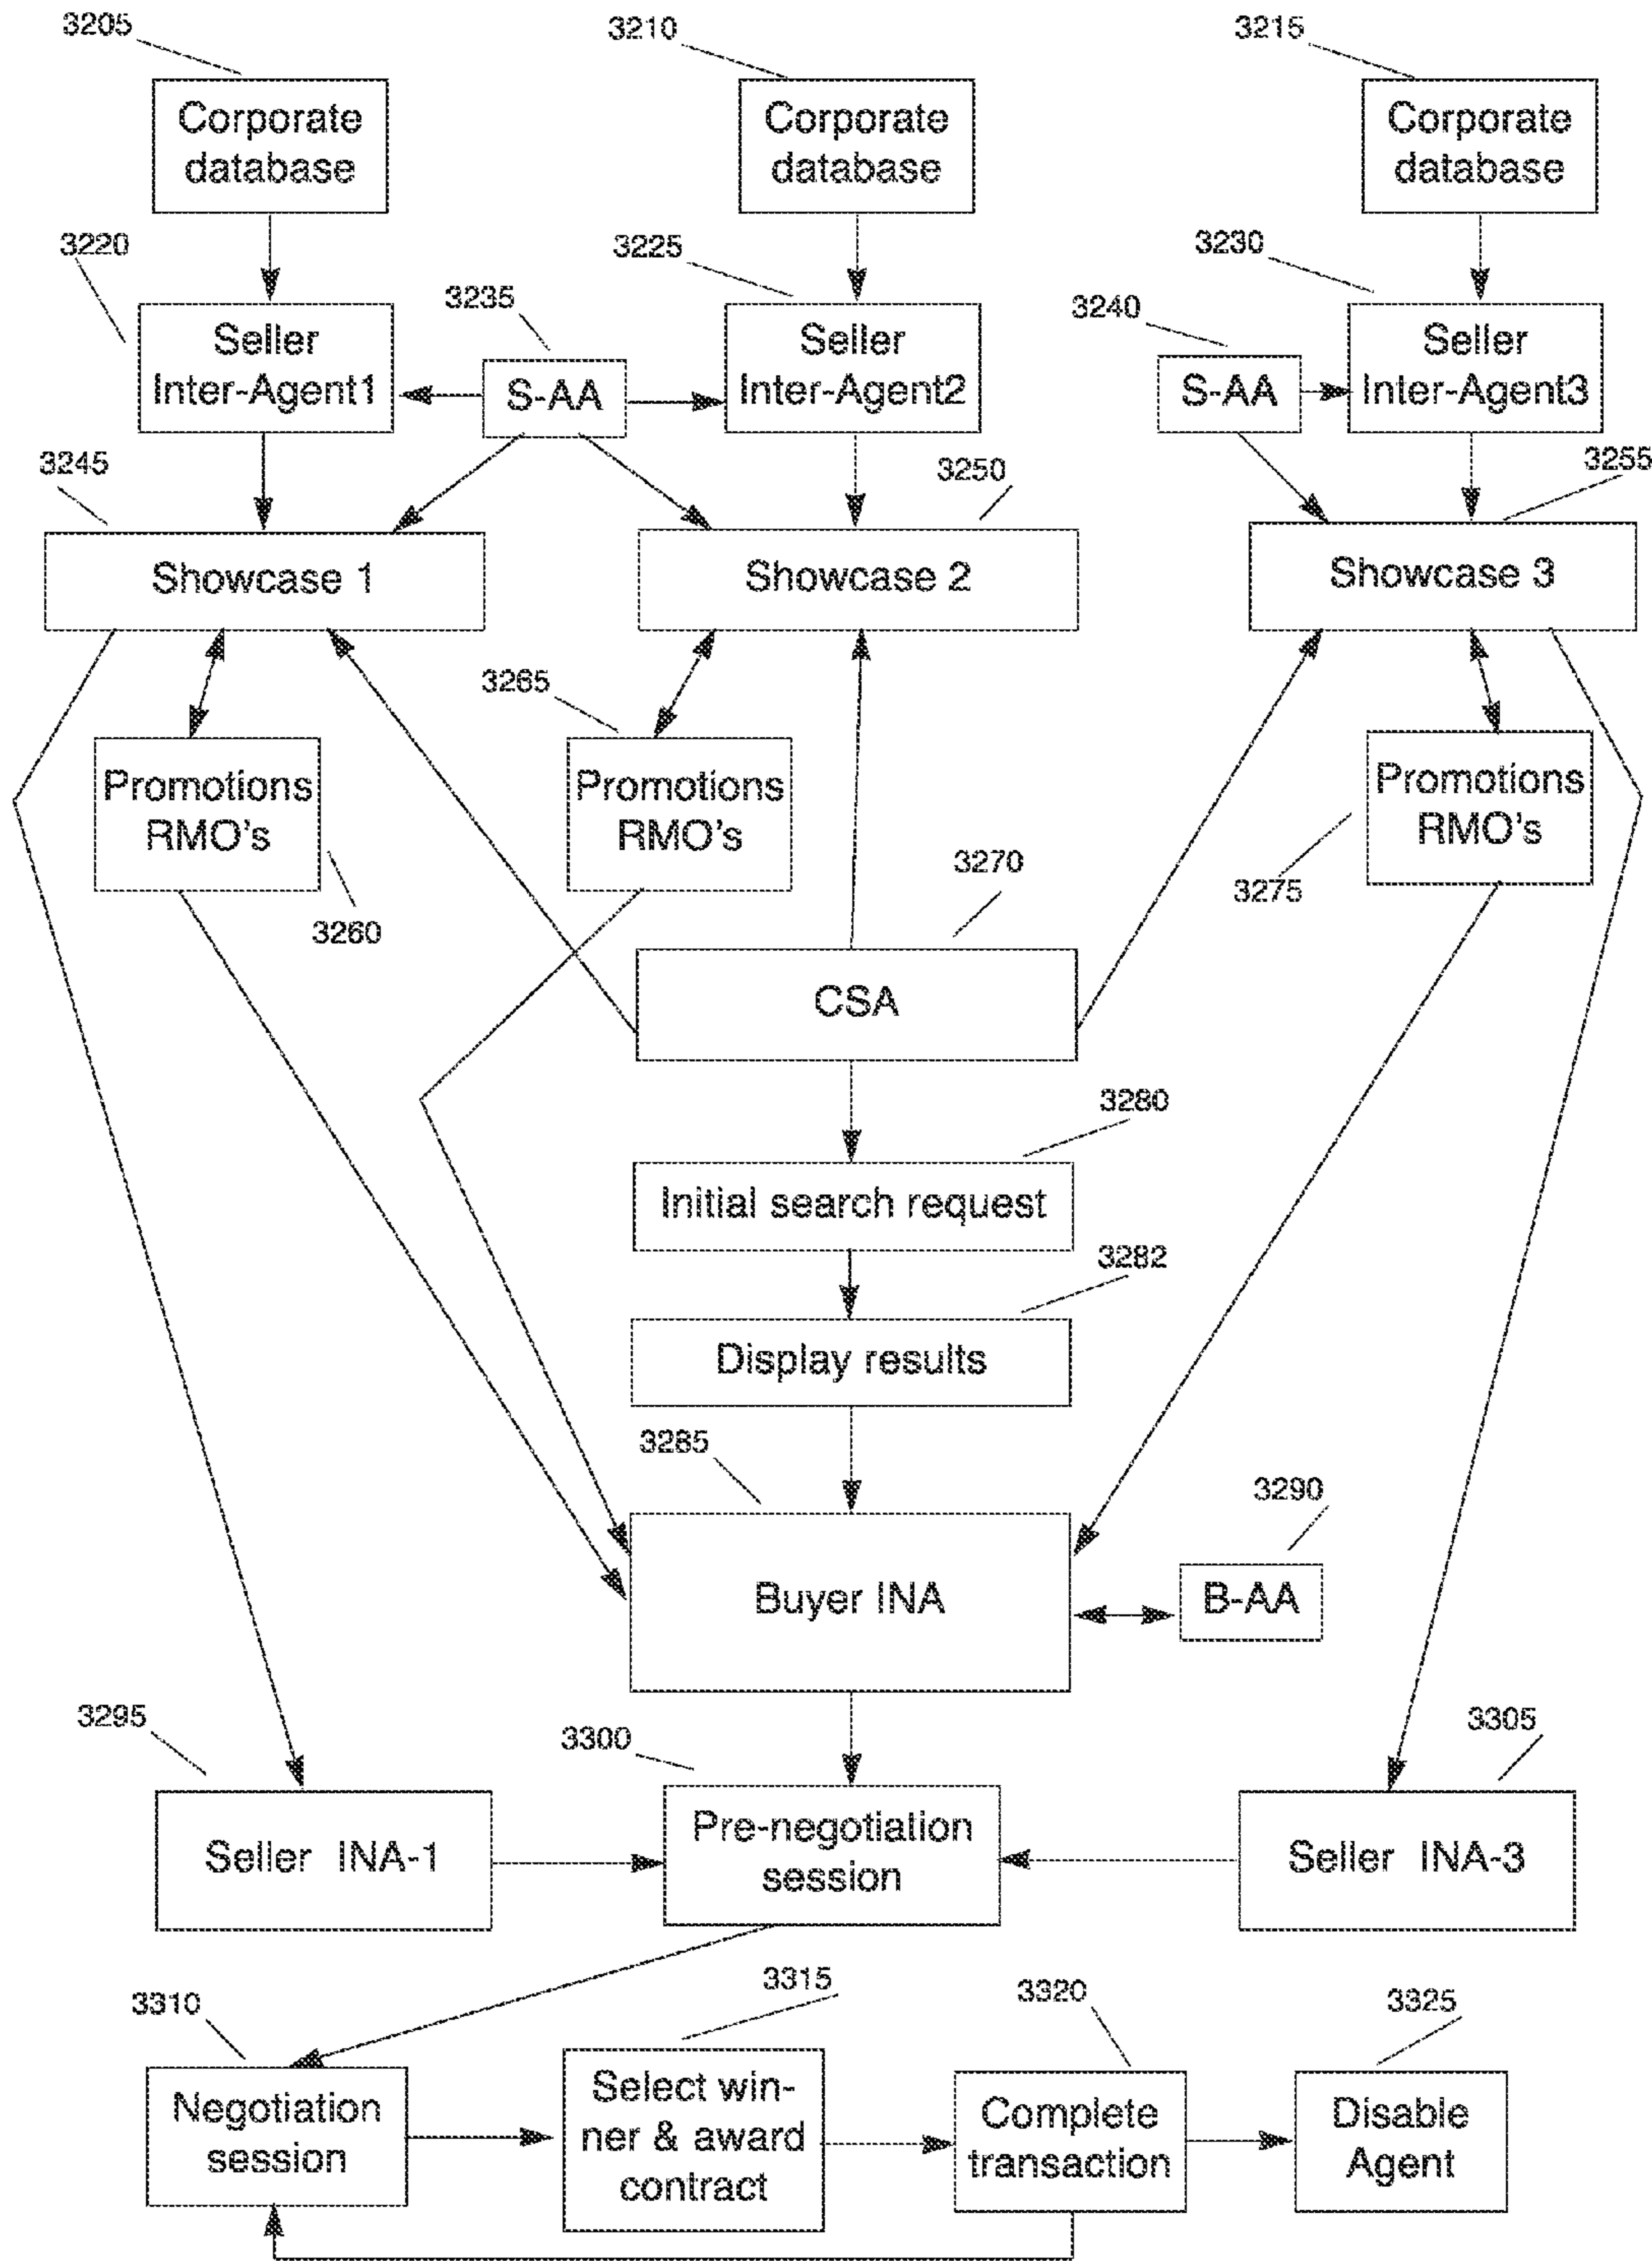 3205
3210
3215
Corporate
database
Corporate
database
Corporate
database
3220
3225
3230
3235
3240
Seller
Inter-Agent1
S-AA
Seller
Inter-Agent2
S-AA
Seller
Inter-Agent3
3245
3250
3255
Showcase 1
Showcase 2
Showcase 3
3265
Promotions
RMO's
Promotions
RMO's
Promotions
RMO's
3260
3270
3275
CSA
3280
Initial search request
3282
Display results
3285
3290
Buyer INA
B-AA
3295
3300
3305
Seller INA-1
Pre-negotiation
session
Seller INA-3
3310
3315
3320
3325
Negotiation
session
Select win-
ner & award
contract
Complete
transaction
Disable
Agent